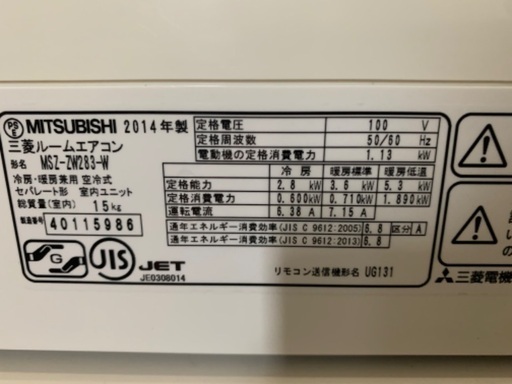 MITSUBISHI 2014年製
三菱ルームエアコン
形名 MSZ-ZW283-W
冷房・暖房兼用 空冷式
セパレート形 室内ユニット
総質量(室内) 15kg
製造番号 40115986
G
JIS
JET
JE0308014
定格電圧 100 V
定格周波数 50/60 Hz
電動機の定格消費電力 1.13 kW
冷房 暖房標準 暖房低温
定格能力 2.8 kW 3.6 kW 5.3 kW
定格消費電力 0.600kW 0.710kW 1.890kW
運転電流 6.38A 7.15A
通年エネルギー消費効率(JIS C 9612:2005) 6.8 区分 A
通年エネルギー消費効率(JIS C 9612:2013) 6.8
リモコン送信機形名 UG131
三菱電機